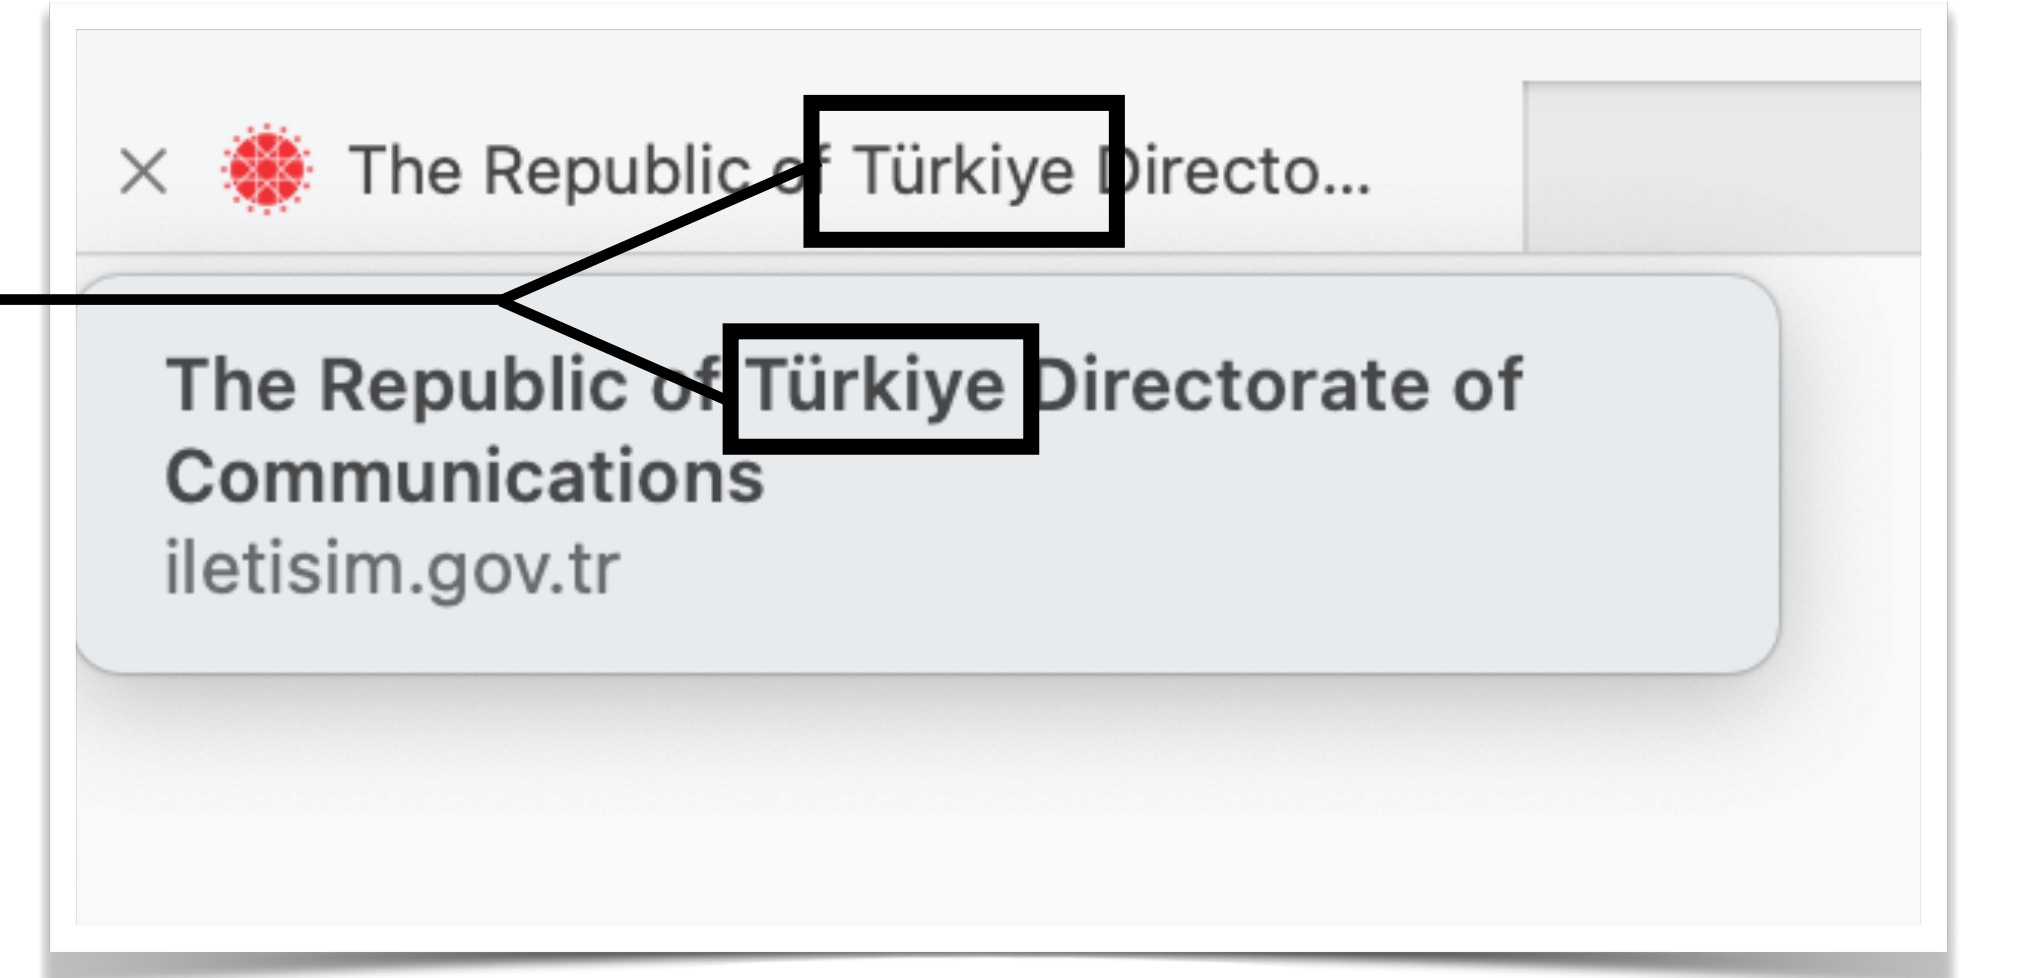 The Republic of Türkiye Directo...
The Republic of Türkiye Directorate of
Communications
iletisim.gov.tr